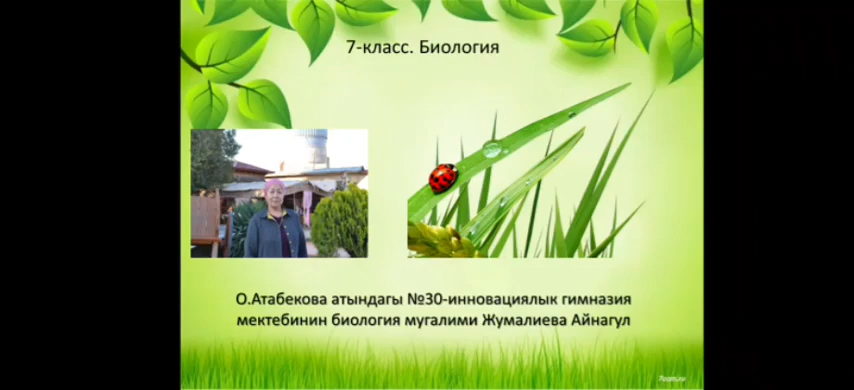 7-класс. Биология
О.Атабекова атындагы №30-инновациялык гимназия
мектебинин биология мугалими Жумалиева Айнагул